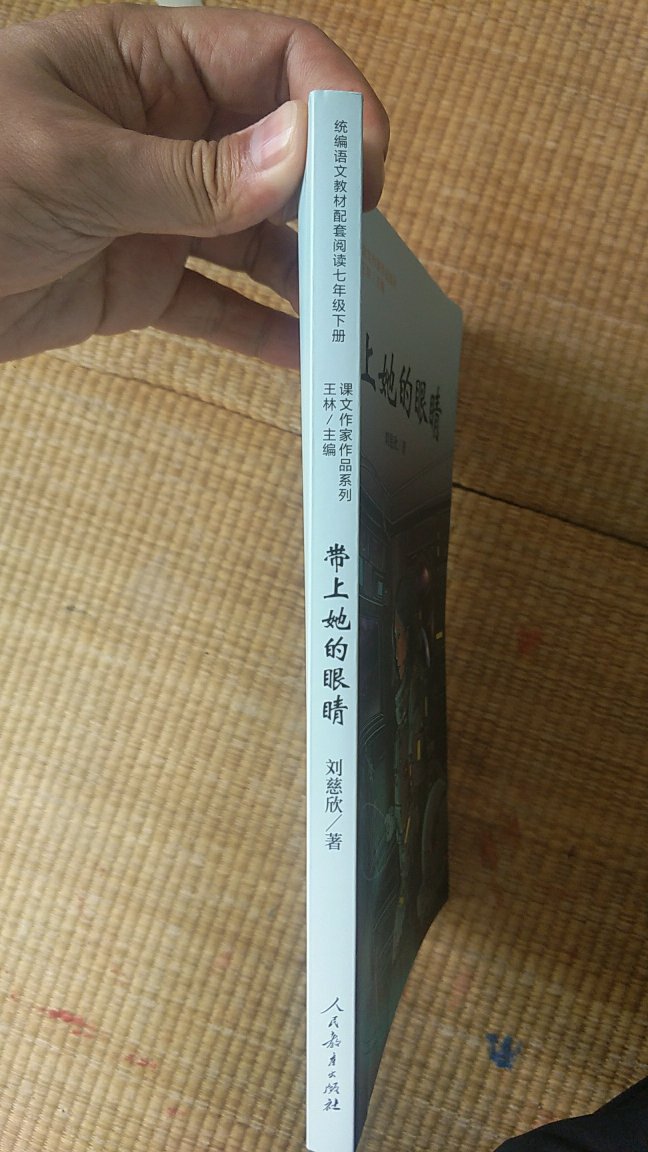 统编语文教材配套阅读七年级下册
课文作家作品系列
王林/主编
带上她的眼睛
刘慈欣/著
人民教育出版社
上她的眼睛